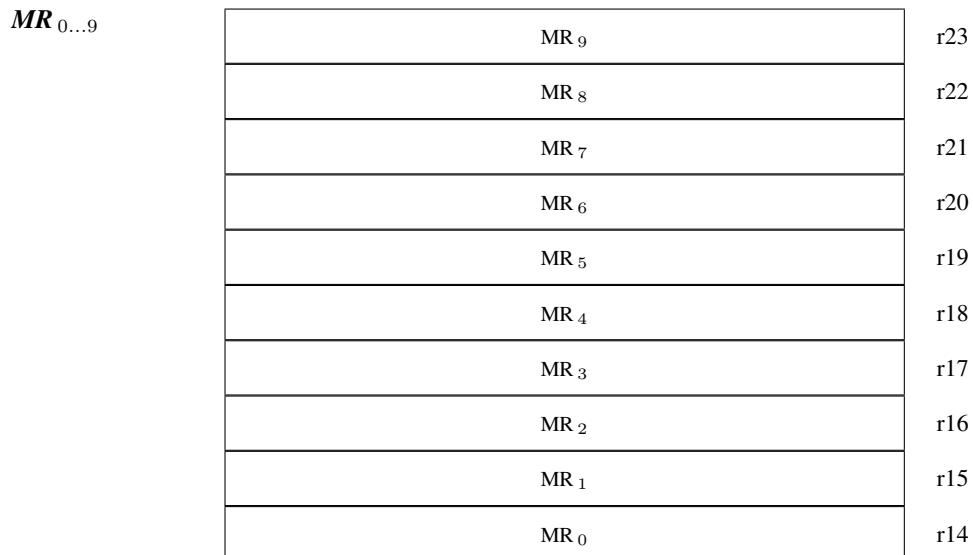 MR 0...9
MR 9 r23
MR 8 r22
MR 7 r21
MR 6 r20
MR 5 r19
MR 4 r18
MR 3 r17
MR 2 r16
MR 1 r15
MR 0 r14